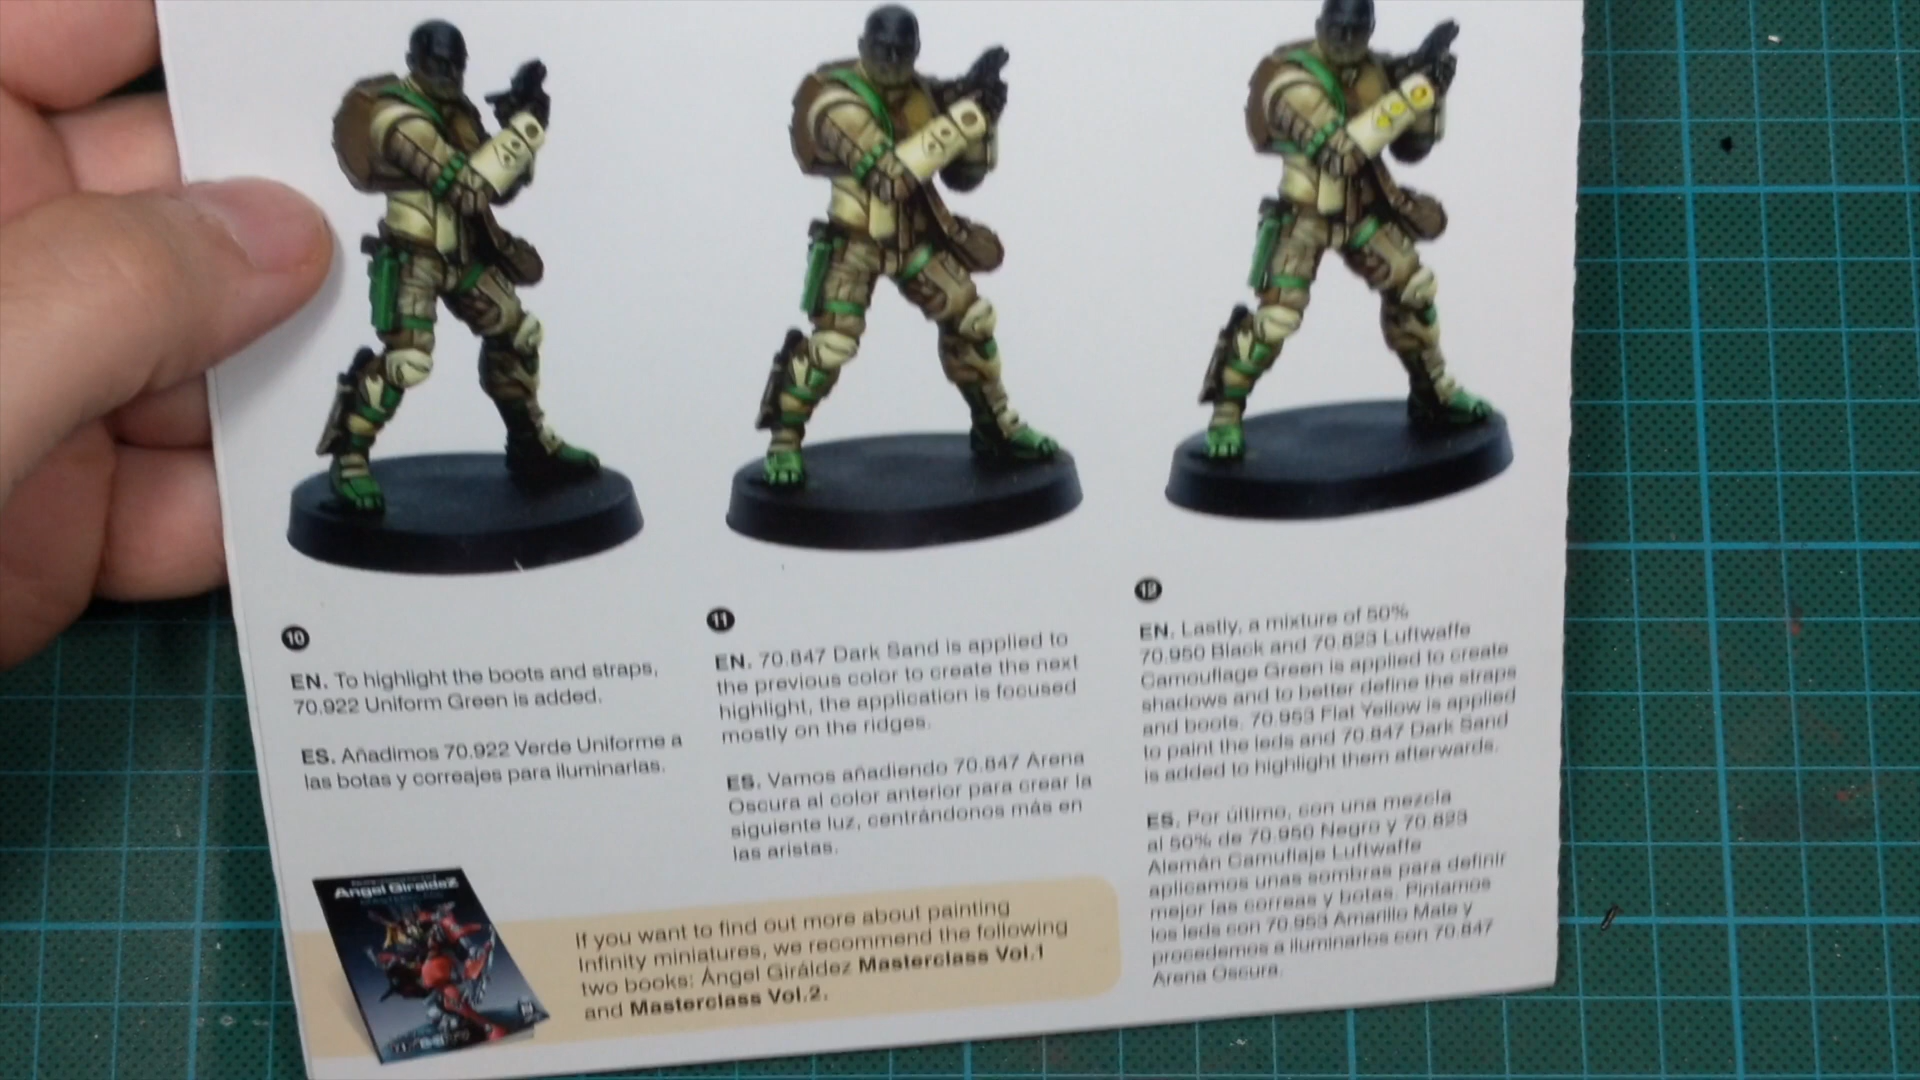 10
EN. To highlight the boots and straps,
70.922 Uniform Green is added.
ES. Añadimos 70.922 Verde Uniforme a
las botas y correajes para iluminarlas.
11
EN. 70.847 Dark Sand is applied to
the previous color to create the next
highlight, the application is focused
mostly on the ridges.
ES. Vamos añadiendo 70.847 Arena
Oscura al color anterior para crear la
siguiente luz, centrándonos más en
las aristas.
12
EN. Lastly, a mixture of 50%
70.950 Black and 70.823 Luftwaffe
Camouflage Green is applied to create
shadows and to better define the straps
and boots. 70.953 Flat Yellow is applied
to paint the leds and 70.847 Dark Sand
is added to highlight them afterwards.
ES. Por último, con una mezcla
al 50% de 70.950 Negro y 70.823
Alemán Camuflaje Luftwaffe
aplicamos unas sombras para definir
mejor las correas y botas. Pintamos
los leds con 70.953 Amarillo Mate y
procedemos a iluminarlos con 70.847
Arena Oscura.
Angel Giraldez
If you want to find out more about painting
Infinity miniatures, we recommend the following
two books: Ángel Giráldez Masterclass Vol.1
and Masterclass Vol.2.